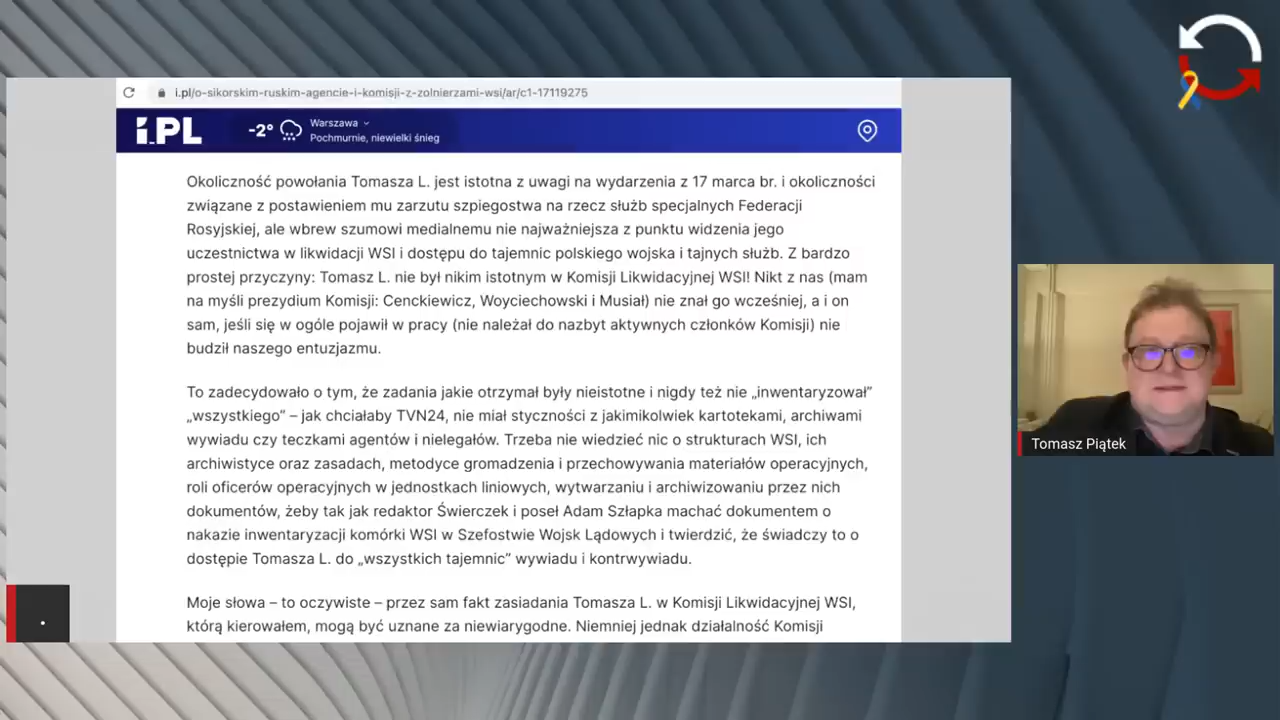 i.pl/o-sikorskim-ruskim-agencie-i-komisji-z-zolnierzami-wsi/ar/c1-17119275
i.PL
-2°
Warszawa
Pochmurnie, niewielki śnieg
Okoliczność powołania Tomasza L. jest istotna z uwagi na wydarzenia z 17 marca br. i okoliczności
związane z postawieniem mu zarzutu szpiegostwa na rzecz służb specjalnych Federacji
Rosyjskiej, ale wbrew szumowi medialnemu nie najważniejsza z punktu widzenia jego
uczestnictwa w likwidacji WSI i dostępu do tajemnic polskiego wojska i tajnych służb. Z bardzo
prostej przyczyny: Tomasz L. nie był nikim istotnym w Komisji Likwidacyjnej WSI! Nikt z nas (mam
na myśli prezydium Komisji: Cenckiewicz, Woyciechowski i Musiał) nie znał go wcześniej, a i on
sam, jeśli się w ogóle pojawił w pracy (nie należał do nazbyt aktywnych członków Komisji) nie
budził naszego entuzjazmu.
To zadecydowało o tym, że zadania jakie otrzymał były nieistotne i nigdy też nie „inwentaryzował”
„wszystkiego” – jak chciałaby TVN24, nie miał styczności z jakimikolwiek kartotekami, archiwami
wywiadu czy teczkami agentów i nielegałów. Trzeba nie wiedzieć nic o strukturach WSI, ich
archiwistyce oraz zasadach, metodyce gromadzenia i przechowywania materiałów operacyjnych,
roli oficerów operacyjnych w jednostkach liniowych, wytwarzaniu i archiwizowaniu przez nich
dokumentów, żeby tak jak redaktor Świerczek i poseł Adam Szłapka machać dokumentem o
nakazie inwentaryzacji komórki WSI w Szefostwie Wojsk Lądowych i twierdzić, że świadczy to o
dostępie Tomasza L. do „wszystkich tajemnic” wywiadu i kontrwywiadu.
Moje słowa – to oczywiste – przez sam fakt zasiadania Tomasza L. w Komisji Likwidacyjnej WSI,
którą kierowałem, mogą być uznane za niewiarygodne. Niemniej jednak działalność Komisji
Tomasz Piątek
.